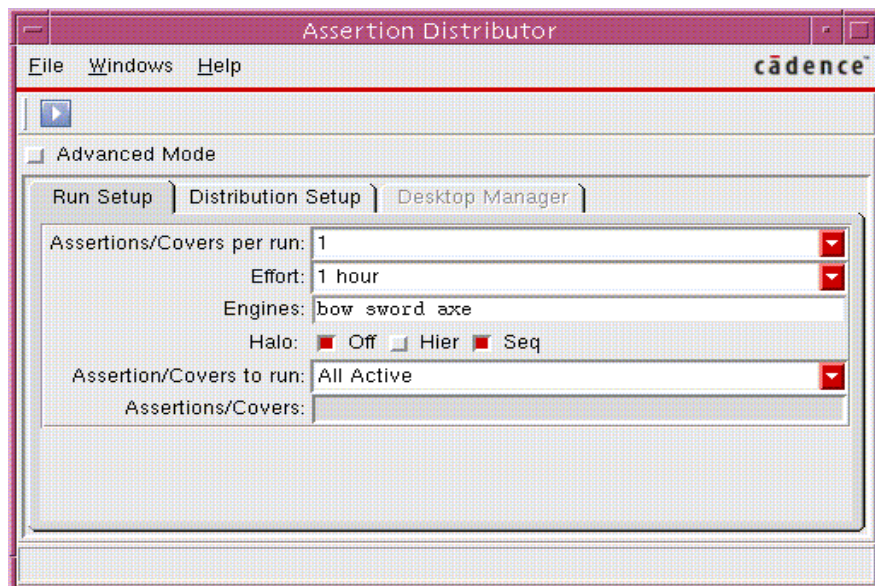 Assertion Distributor
File Windows Help cādence™
Advanced Mode
Run Setup Distribution Setup Desktop Manager
Assertions/Covers per run: 1
Effort: 1 hour
Engines: bow sword axe
Halo: Off Hier Seq
Assertion/Covers to run: All Active
Assertions/Covers: